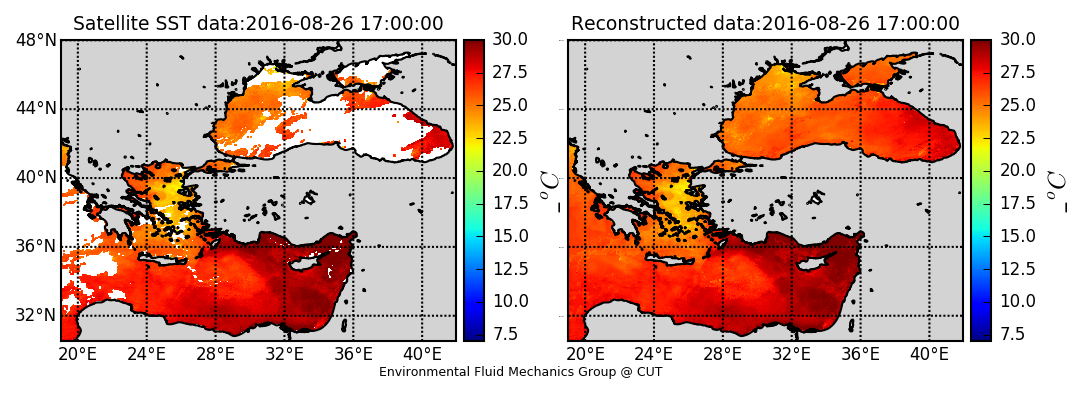 Satellite SST data:2016-08-26 17:00:00
Reconstructed data:2016-08-26 17:00:00
48°N
44°N
40°N
36°N
32°N
20°E 24°E 28°E 32°E 36°E 40°E
30.0
27.5
25.0
22.5
20.0
17.5
15.0
12.5
10.0
7.5
°C
20°E 24°E 28°E 32°E 36°E 40°E
30.0
27.5
25.0
22.5
20.0
17.5
15.0
12.5
10.0
7.5
°C
Environmental Fluid Mechanics Group @ CUT